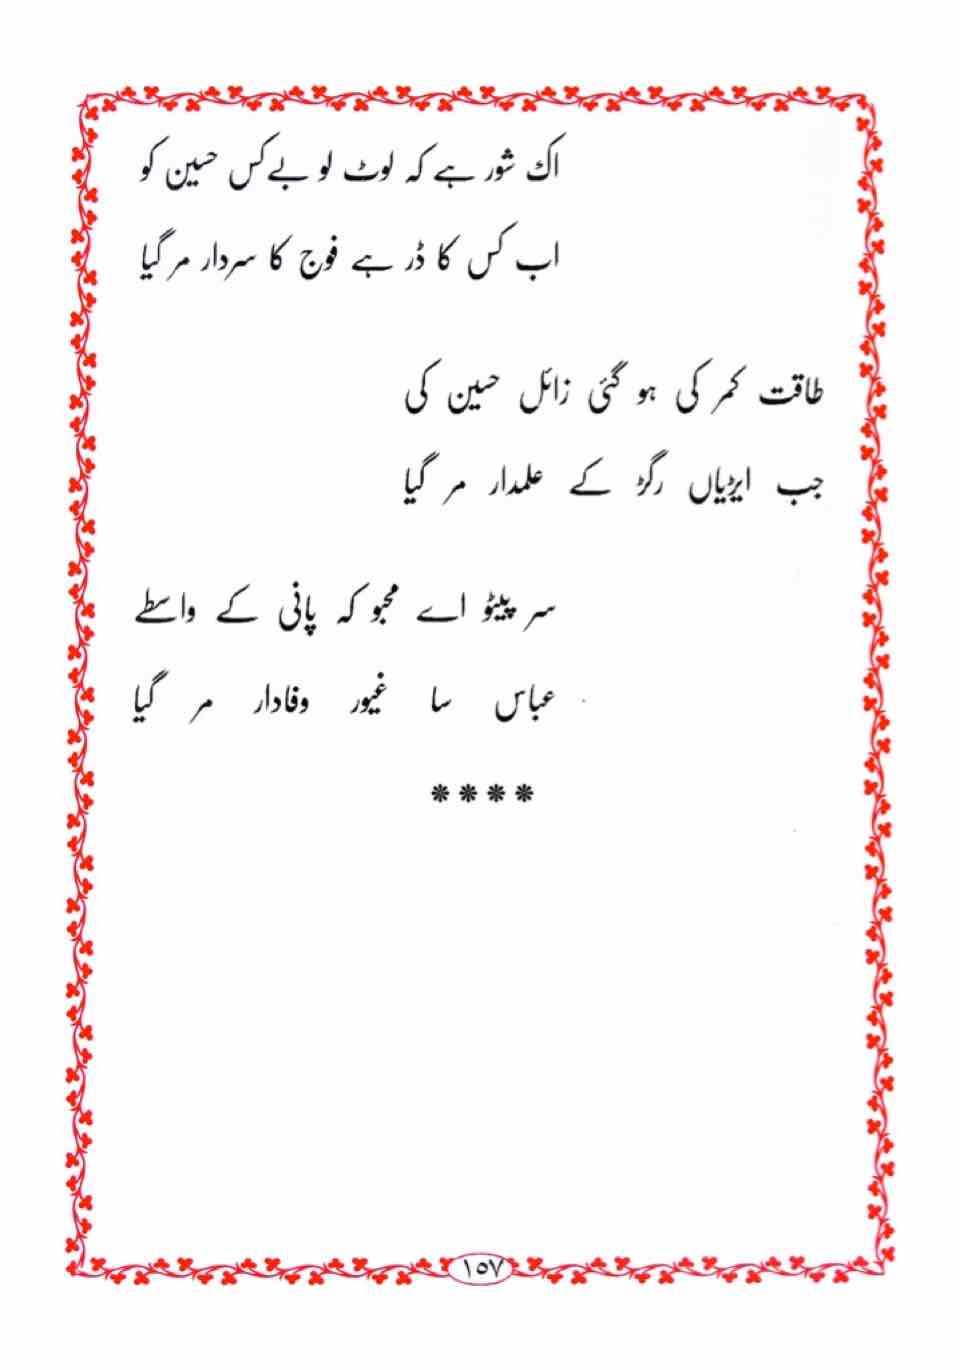 اک شور ہے کہ لوٹ لو بے کس حسین کو
اب کس کا ڈر ہے فوج کا سردار مر گیا
طاقت کمر کی ہو گئی زائل حسین کی
جب ایڑیاں رگڑ کے علمدار مر گیا
سر پیٹو اے محبو کہ پانی کے واسطے
عباس سا غیور وفادار مر گیا
****
۱۵۷